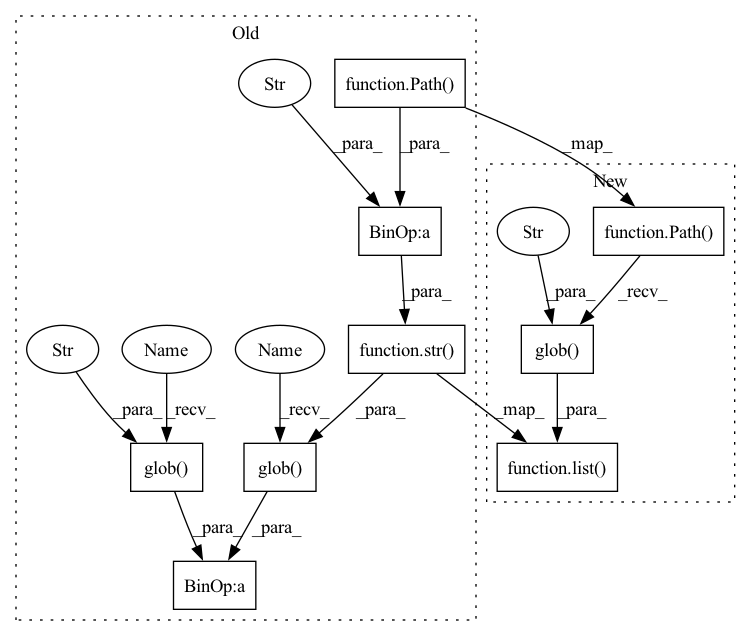 Old
Str
function.Path()
_para_
_para_
_map_
New
BinOp:a
Str
function.Path()
_para_
_para_
_recv_
Str
Name
Name
function.str()
glob()
_para_
_recv_
_recv_
_para_
_map_
_para_
glob()
glob()
function.list()
_para_
_para_
BinOp:a